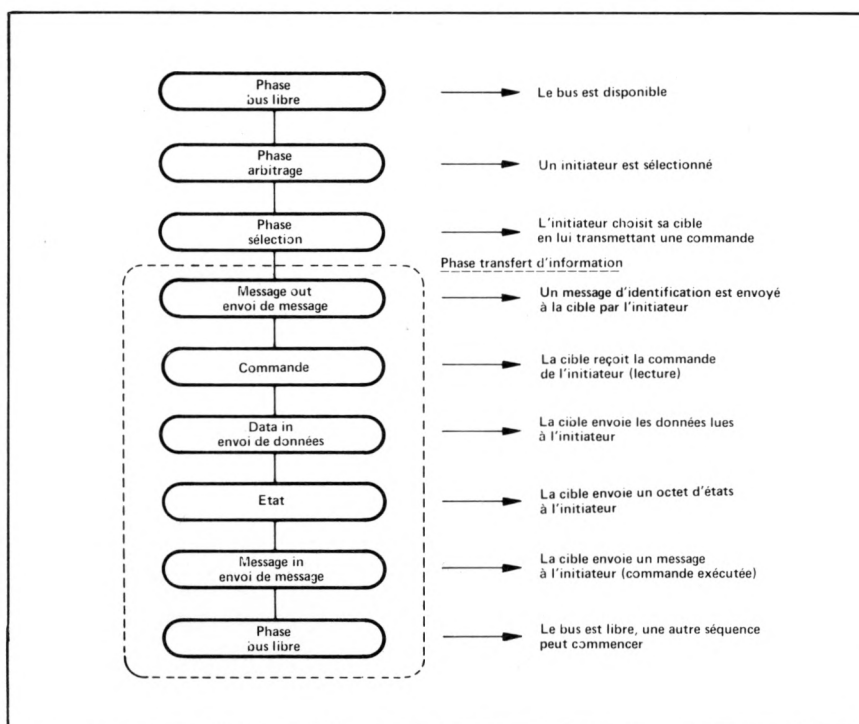 Phase
bus libre
Le bus est disponible
Phase
arbitrage
Un initiateur est sélectionné
Phase
sélection
L'initiateur choisit sa cible
en lui transmettant une commande
Phase transfert d'information
Message out
envoi de message
Un message d'identification est envoyé
à la cible par l'initiateur
Commande
La cible reçoit la commande
de l'initiateur (lecture)
Data in
envoi de données
La cible envoie les données lues
à l'initiateur
Etat
La cible envoie un octet d'états
à l'initiateur
Message in
envoi de message
La cible envoie un message
à l'initiateur (commande exécutée)
Phase
bus libre
Le bus est libre, une autre séquence
peut commencer